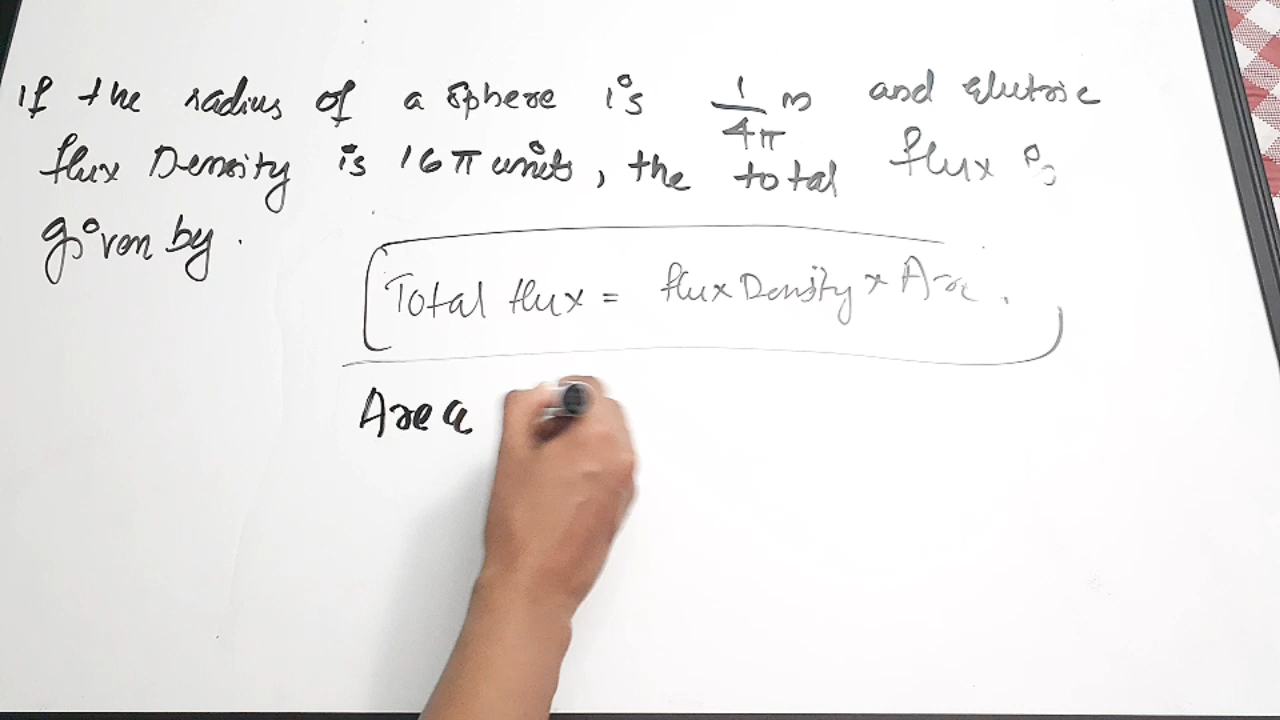 If the radius of a sphere is 1/4π m and Electric
flux Density is 16π units, the total flux is
given by.
Total flux = flux Density × Are.
Area